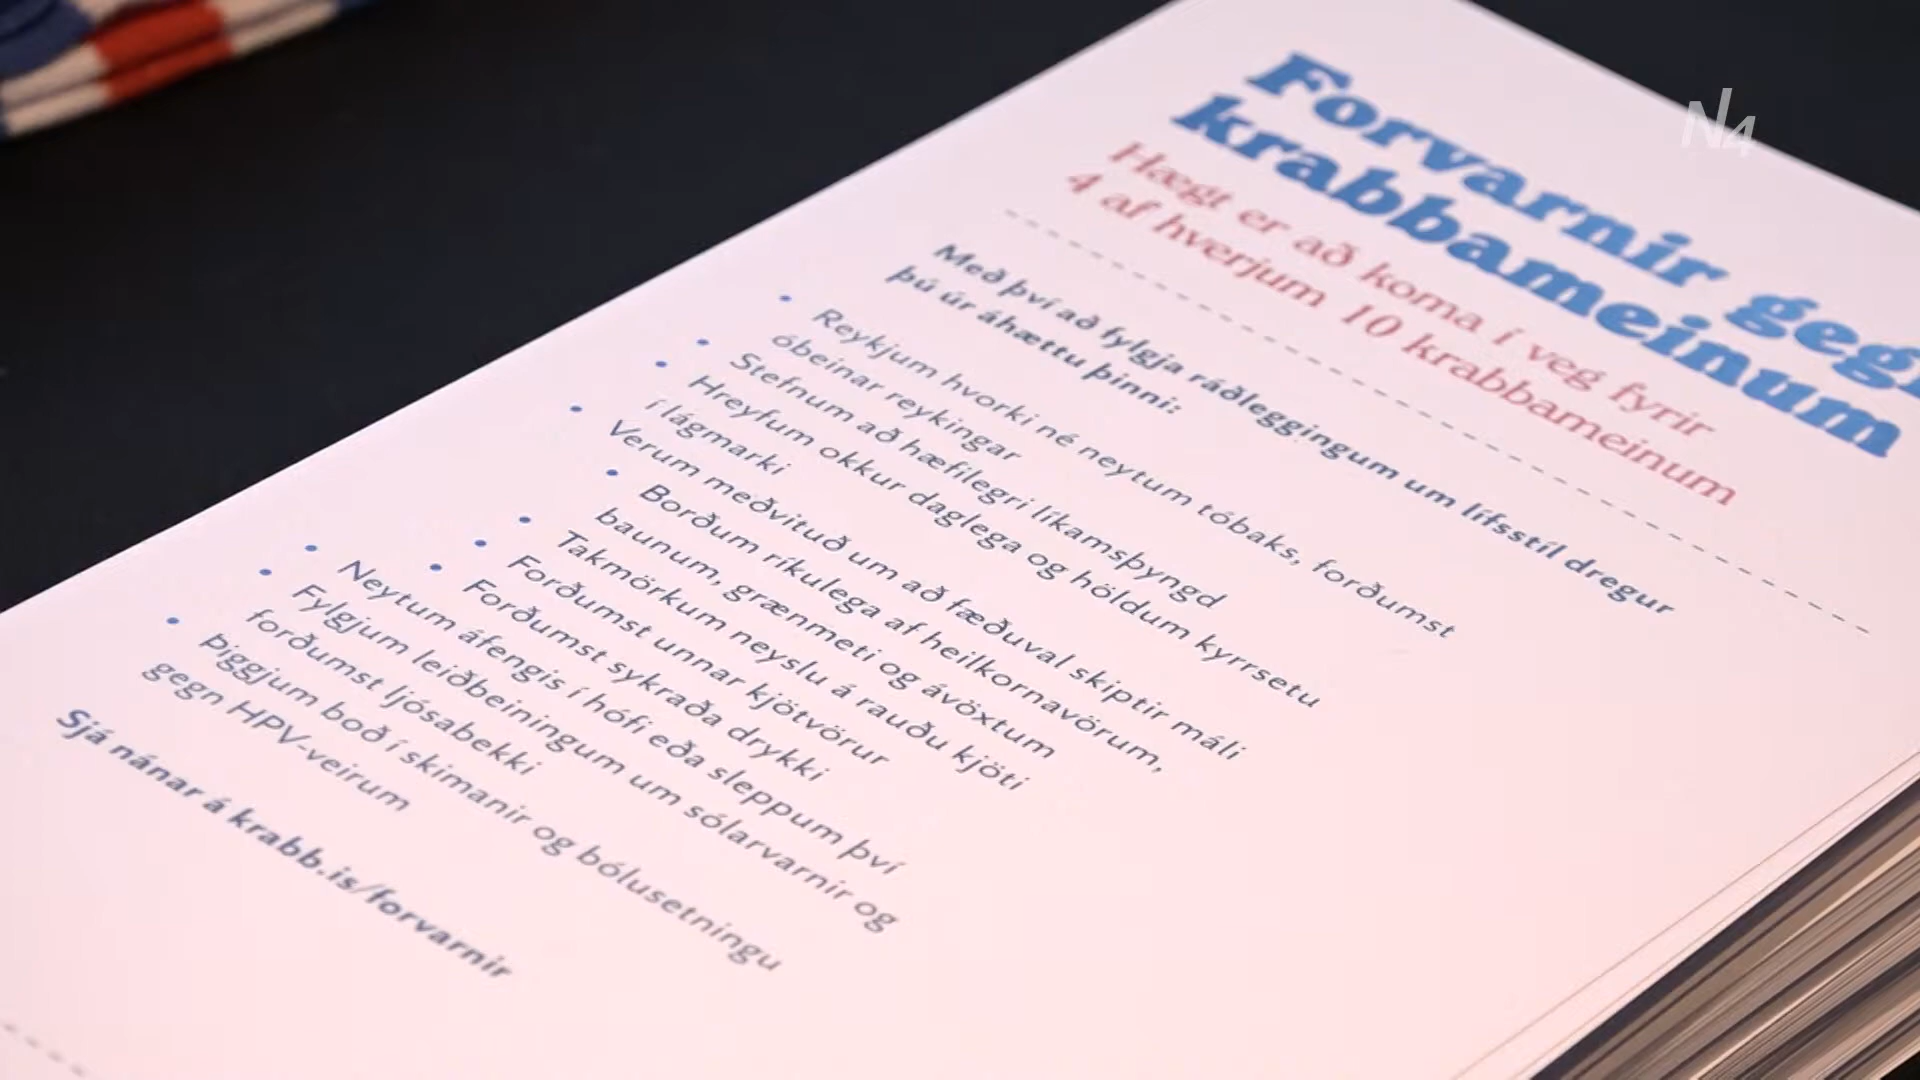 N4
Forvarnir gegn
krabbameinum
Hægt er að koma í veg fyrir
4 af hverjum 10 krabbameinum
Með því að fylgja ráðleggingum um lífsstíl dregur
þú úr áhættu þinni:
• Reykjum hvorki né neytum tóbaks, forðumst
óbeinar reykingar
• Stefnum að hæfilegri líkamsþyngd
• Hreyfum okkur daglega og höldum kyrrsetu
í lágmarki
• Verum meðvituð um að fæðuval skiptir máli
• Borðum ríkulega af heilkornavörum,
baunum, grænmeti og ávöxtum
• Takmörkum neyslu á rauðu kjöti
• Forðumst unnar kjötvörur
• Forðumst sykraða drykki
• Neytum áfengis í hófi eða sleppum því
• Fylgjum leiðbeiningum um sólarvarnir og
forðumst ljósabekki
• Þiggjum boð í skimanir og bólusetningu
gegn HPV-veirum
Sjá nánar á krabb.is/forvarnir